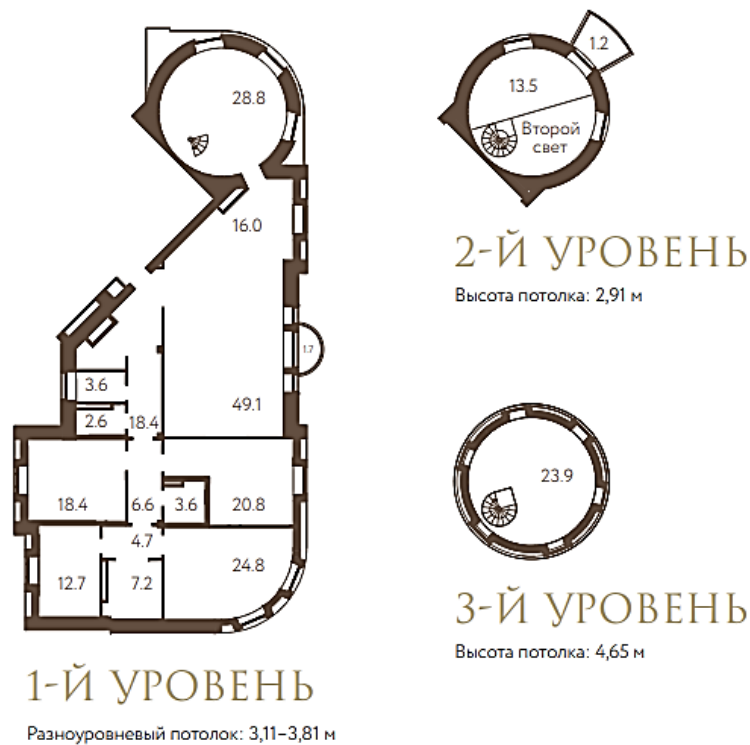 28.8
16.0
1.7
3.6
2.6
18.4
49.1
18.4
6.6
3.6
20.8
4.7
12.7
7.2
24.8
1-Й УРОВЕНЬ
Разноуровневый потолок: 3,11–3,81 м
1.2
13.5
Второй
свет
2-Й УРОВЕНЬ
Высота потолка: 2,91 м
23.9
3-Й УРОВЕНЬ
Высота потолка: 4,65 м